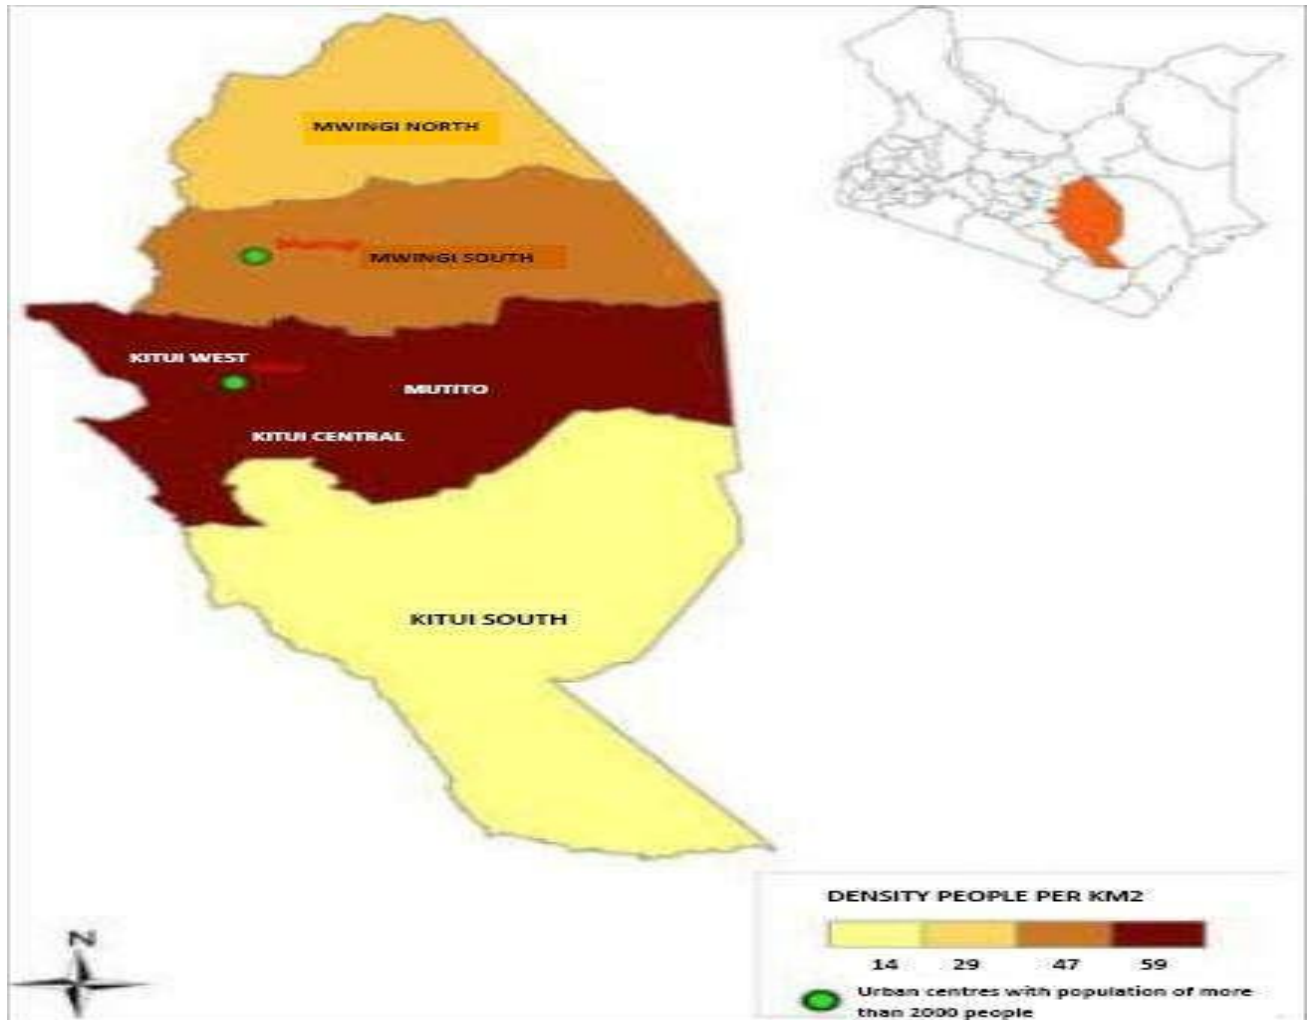 MWINGI NORTH
MWINGI SOUTH
KITUI WEST
MUTITO
KITUI CENTRAL
KITUI SOUTH
DENSITY PEOPLE PER KM2
14 29 47 59
Urban centres with population of more
than 2000 people
N